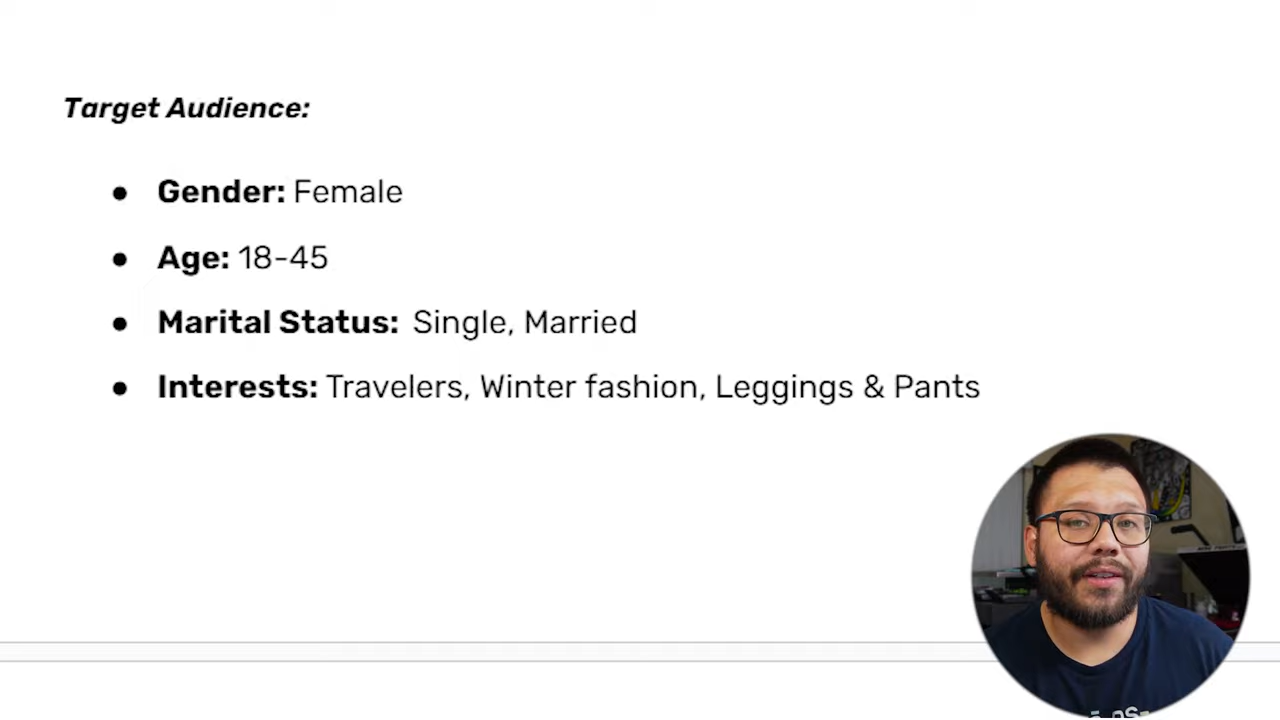 Target Audience:
● Gender: Female
● Age: 18-45
● Marital Status: Single, Married
● Interests: Travelers, Winter fashion, Leggings & Pants